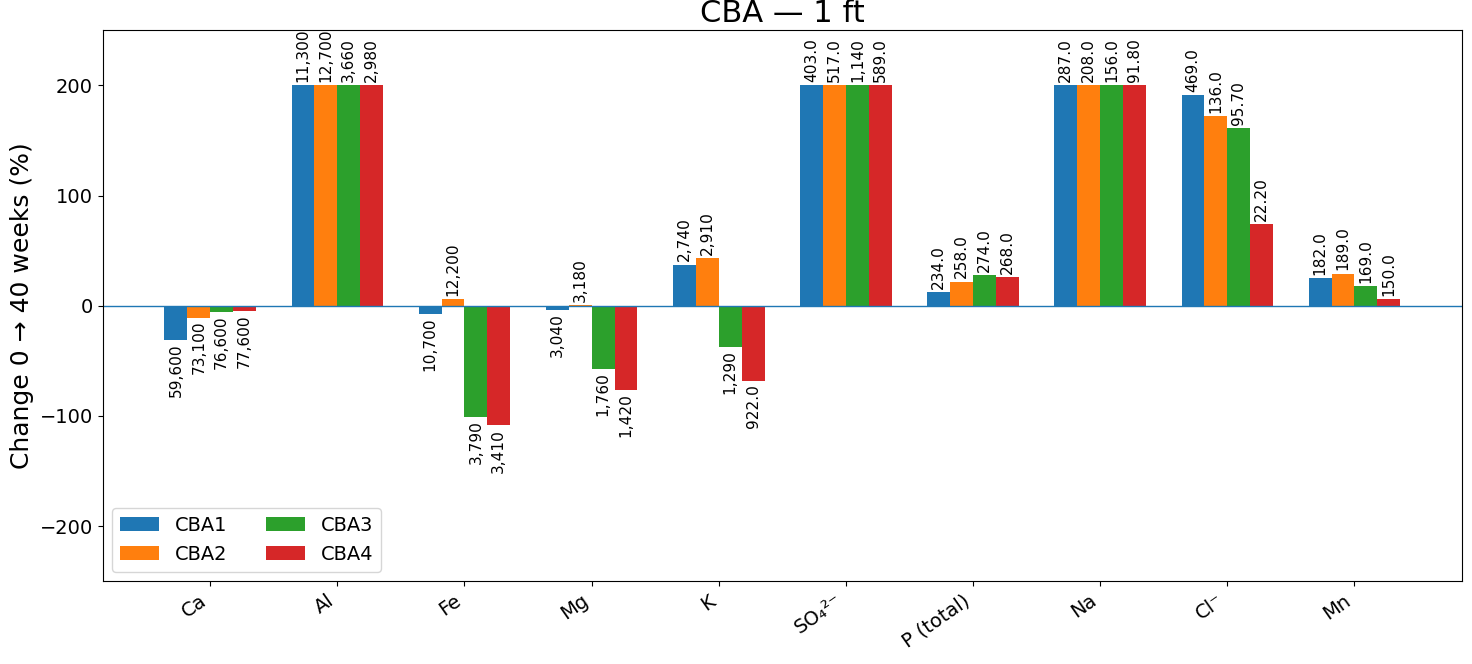 CBA — 1 ft
Change 0 → 40 weeks (%)
200
100
0
−100
−200
59,600
73,100
76,600
77,600
11,300
12,700
3,660
2,980
10,700
12,200
3,790
3,410
3,040
3,180
1,760
1,420
2,740
2,910
1,290
922.0
403.0
517.0
1,140
589.0
234.0
258.0
274.0
268.0
287.0
208.0
156.0
91.80
469.0
136.0
95.70
22.20
182.0
189.0
169.0
150.0
CBA1
CBA2
CBA3
CBA4
Ca
Al
Fe
Mg
K
SO₄²⁻
P (total)
Na
Cl⁻
Mn